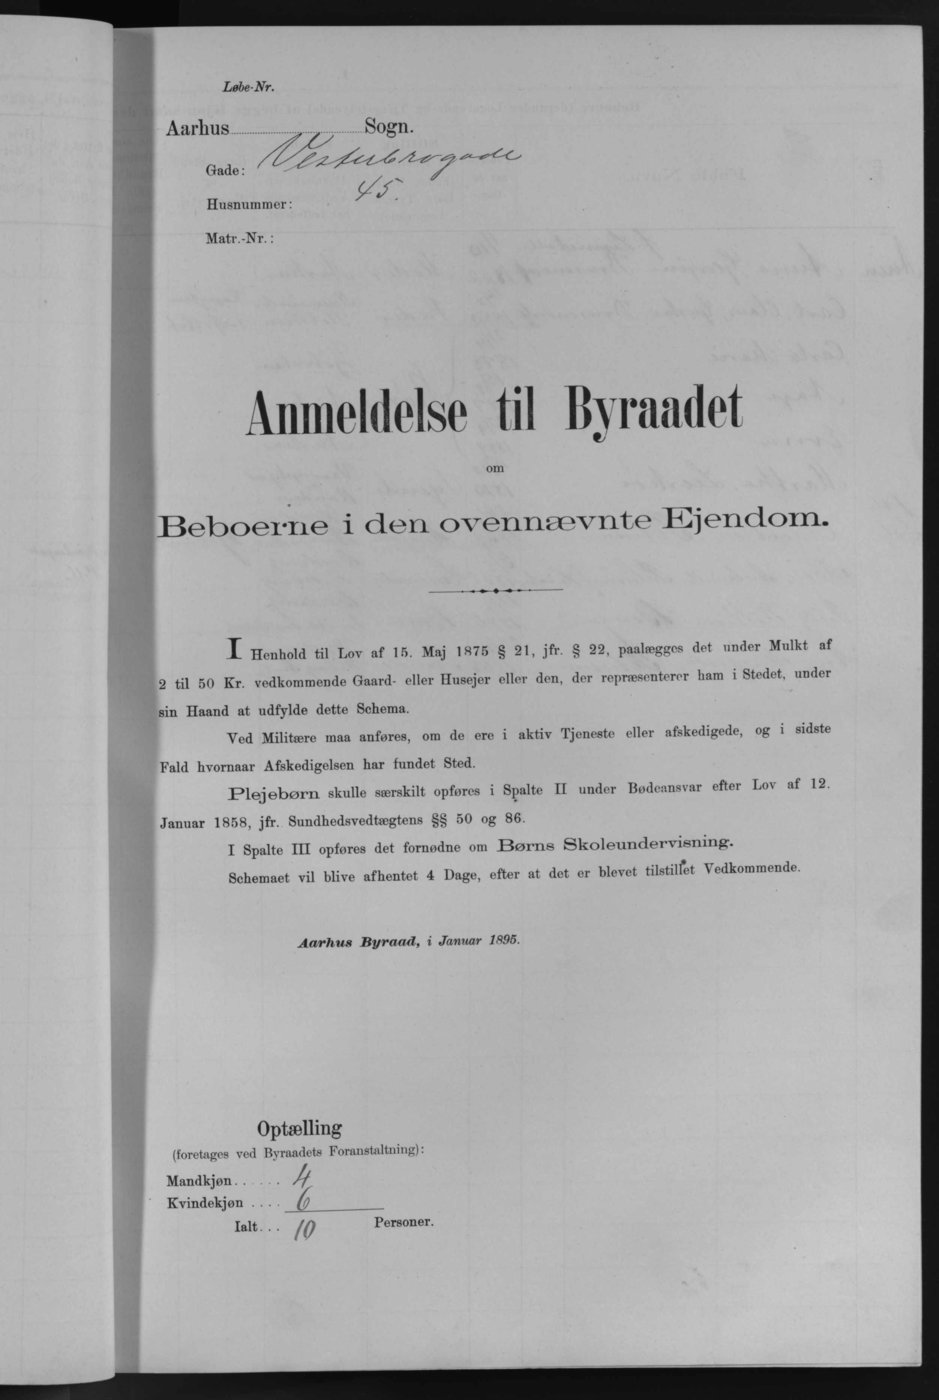 Løbe-Nr.
Aarhus Sogn.
Gade: Vesterbrogade
Husnummer: 45.
Matr.-Nr.:
Anmeldelse til Byraadet
om
Beboerne i den ovennævnte Ejendom.
I Henhold til Lov af 15. Maj 1875 § 21, jfr. § 22, paalægges det under Mulkt af
2 til 50 Kr. vedkommende Gaard- eller Husejer eller den, der repræsenterer ham i Stedet, under
sin Haand at udfylde dette Schema.
Ved Militære maa anføres, om de ere i aktiv Tjeneste eller afskedigede, og i sidste
Fald hvornaar Afskedigelsen har fundet Sted.
Plejebørn skulle særskilt opføres i Spalte II under Bødeansvar efter Lov af 12.
Januar 1858, jfr. Sundhedsvedtægtens §§ 50 og 86.
I Spalte III opføres det fornødne om Børns Skoleundervisning.
Schemaet vil blive afhentet 4 Dage, efter at det er blevet tilstillet Vedkommende.
Aarhus Byraad, i Januar 1895.
Optælling
(foretages ved Byraadets Foranstaltning):
Mandkjøn...... 4
Kvindekjøn .... 6
Ialt... 10 Personer.